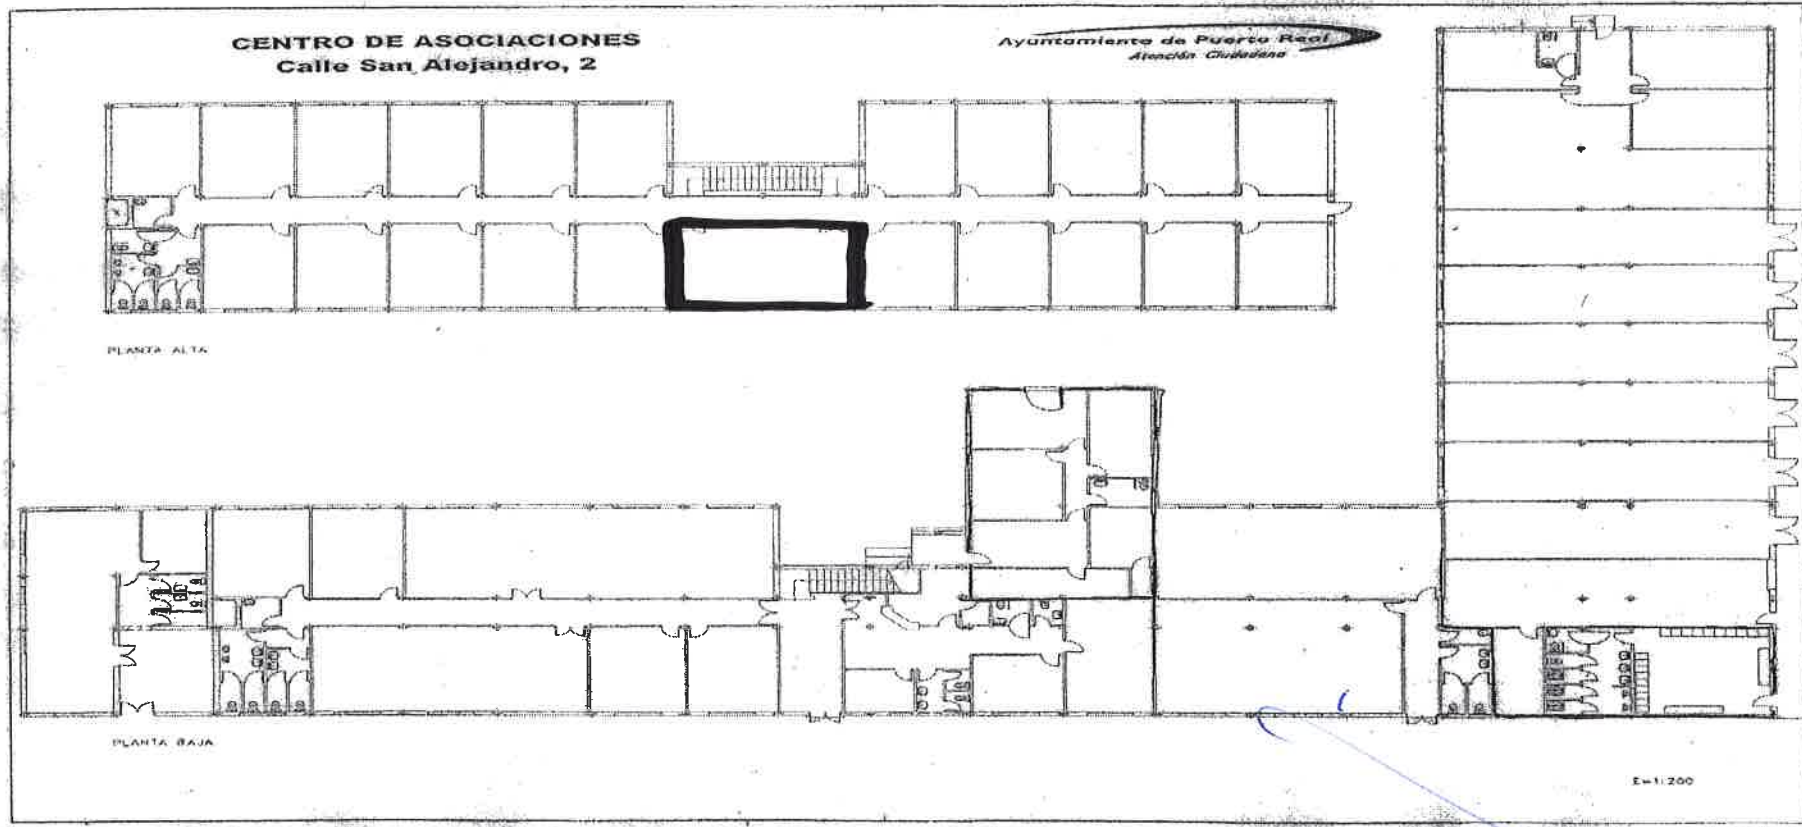 CENTRO DE ASOCIACIONES
Calle San Alejandro, 2
Ayuntamiento de Puerto Real
Atención Ciudadana
PLANTA ALTA
PLANTA BAJA
E=1:200